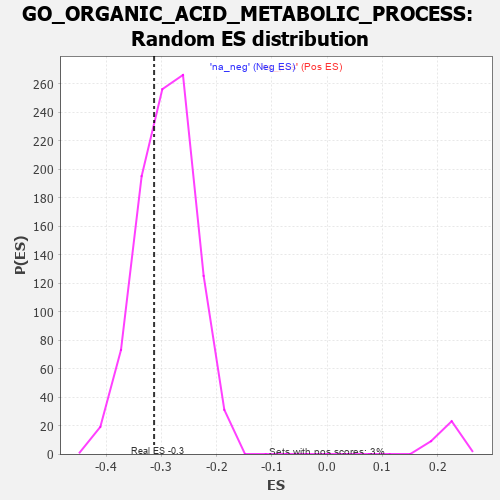 GO_ORGANIC_ACID_METABOLIC_PROCESS:
Random ES distribution
'na_neg' (Neg ES)' (Pos ES)
P(ES)
260
240
220
200
180
160
140
120
100
80
60
40
20
0
Real ES -0.3
Sets with pos scores: 3%
-0.4 -0.3 -0.2 -0.1 0.0 0.1 0.2
ES